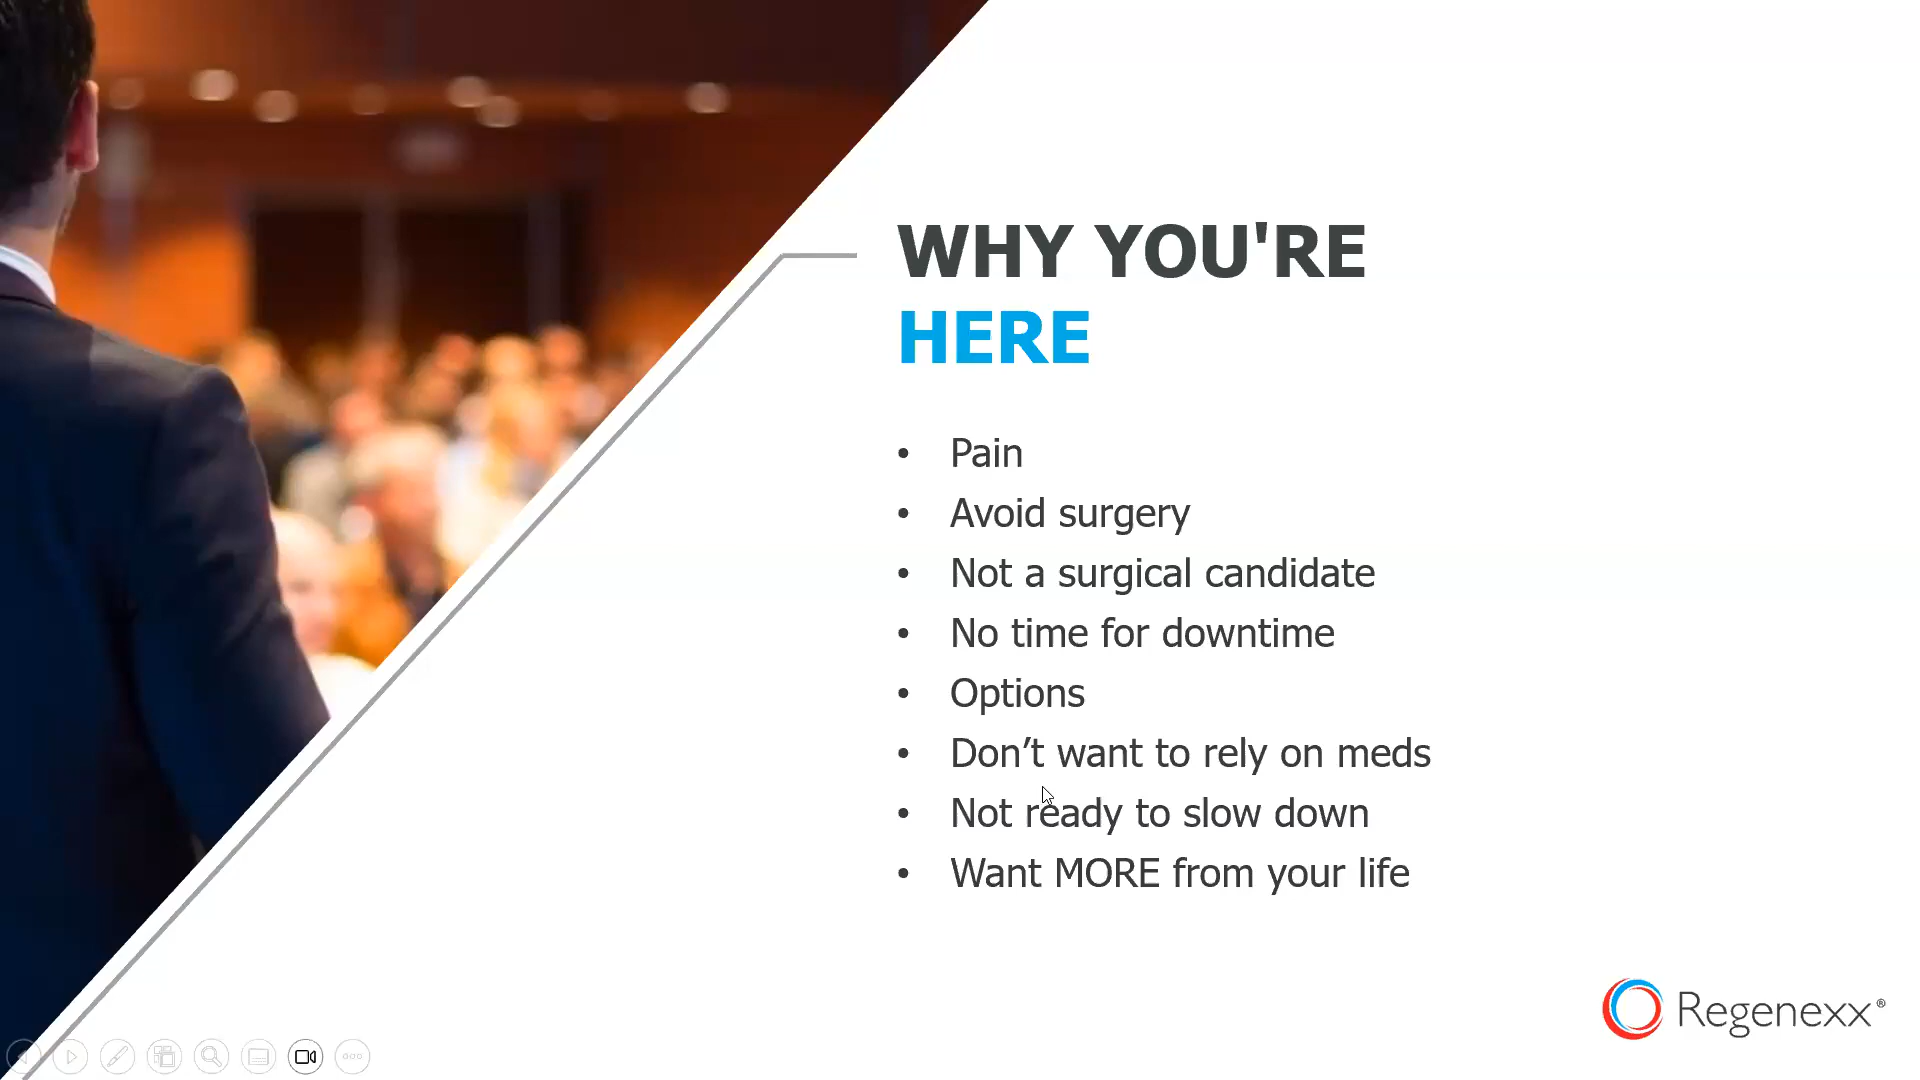 WHY YOU'RE
HERE
• Pain
• Avoid surgery
• Not a surgical candidate
• No time for downtime
• Options
• Don’t want to rely on meds
• Not ready to slow down
• Want MORE from your life
Regenexx®